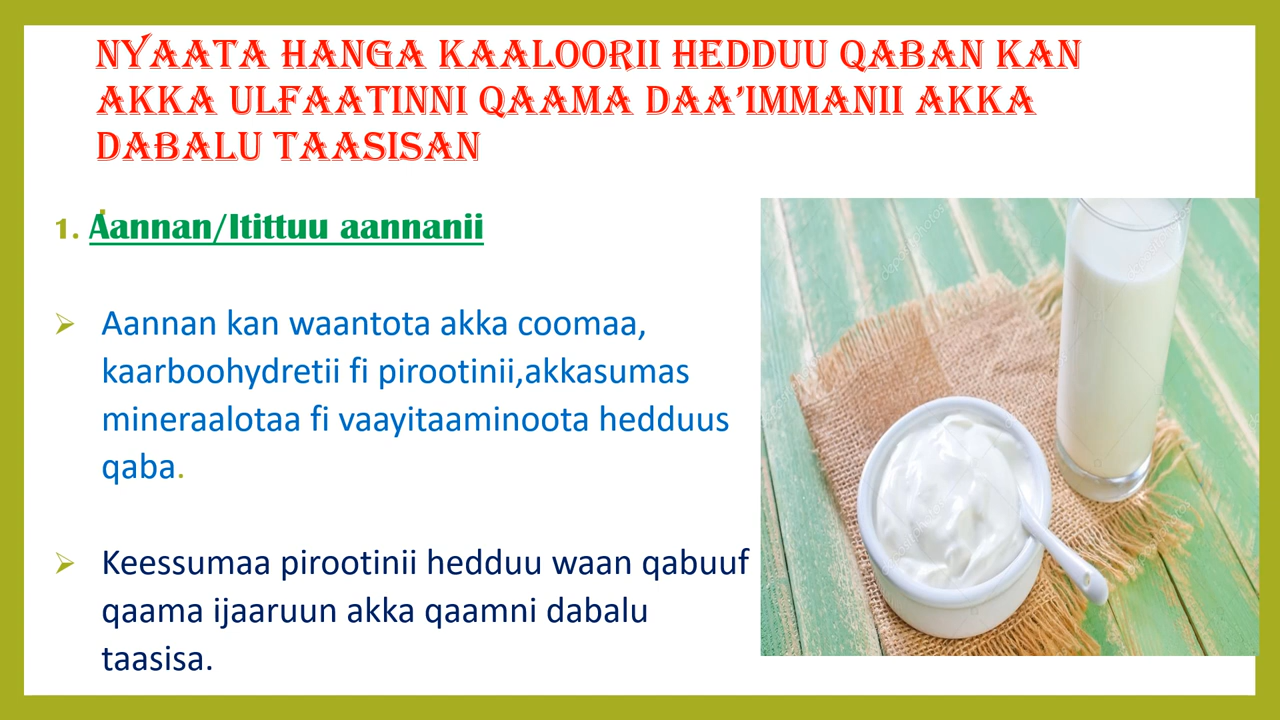 NYAATA HANGA KAALOORII HEDDUU QABAN KAN
AKKA ULFAATINNI QAAMA DAA’IMMANII AKKA
DABALU TAASISAN
1. Aannan/Itittuu aannanii
➢ Aannan kan waantota akka coomaa,
kaarboohydretii fi pirootinii,akkasumas
mineraalotaa fi vaayitaaminoota hedduus
qaba.
➢ Keessumaa pirootinii hedduu waan qabuuf
qaama ijaaruun akka qaamni dabalu
taasisa.